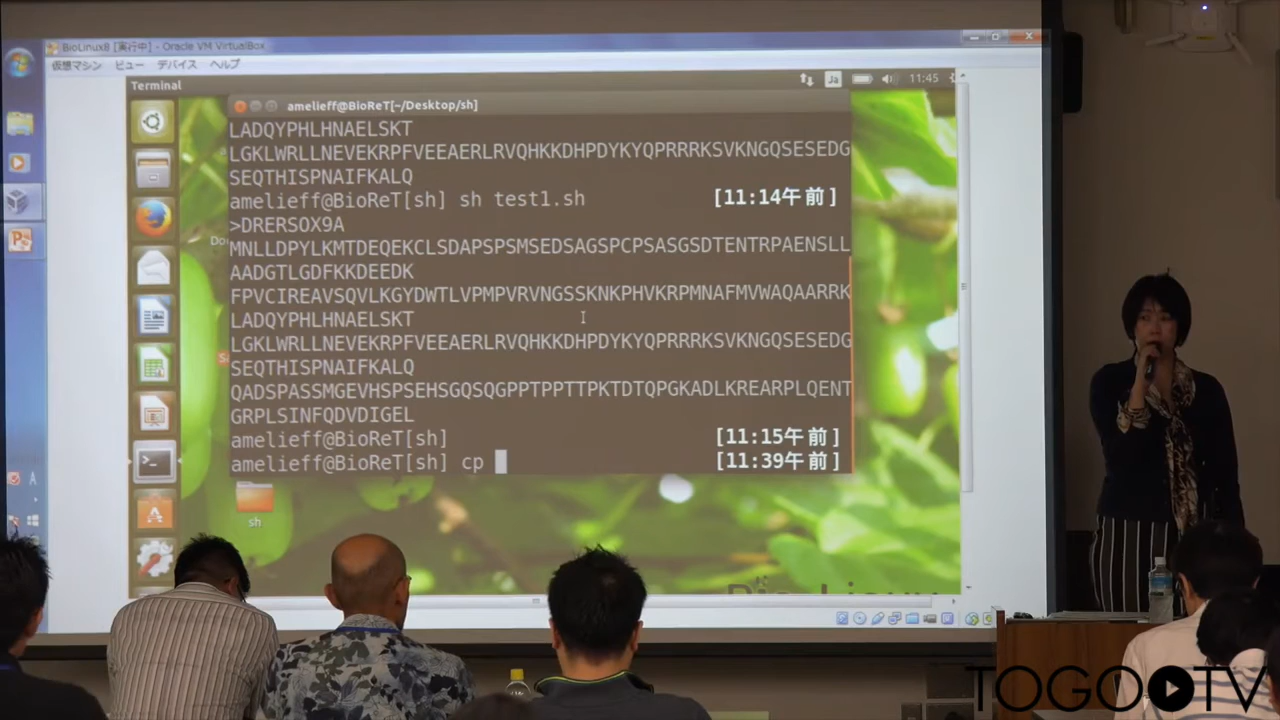 BioLinux8 [実行中] - Oracle VM VirtualBox
仮想マシン ビュー デバイス ヘルプ
Terminal
Ja
11:45
amelieff@BioReT[~/Desktop/sh]
LADQYPHLHNAELSKT
LGKLWRLLNEVEKRPFVEEAERLRVQHKKDHPDYKYQPRRRKSVKNGQSESEDG
SEQTHISPNAIFKALQ
amelieff@BioReT[sh] sh test1.sh [11:14午前]
>DRERSOX9A
MNLLDPYLKMTDEQEKCLSDAPSPSMSEDSAGSPCPSASGSDTENTRPAENSLL
AADGTLGDFKKDEEDK
FPVCIREAVSQVLKGYDWTLVPMPVRVNGSSKNKPHVKRPMNAFMVWAQAARRK
LADQYPHLHNAELSKT
LGKLWRLLNEVEKRPFVEEAERLRVQHKKDHPDYKYQPRRRKSVKNGQSESEDG
SEQTHISPNAIFKALQ
QADSPASSMGEVHSPSEHSGQSQGPPTPPTTPKTDTQPGKADLKREARPLQENT
GRPLSINFQDVDIGEL
amelieff@BioReT[sh] [11:15午前]
amelieff@BioReT[sh] cp [11:39午前]
sh
TOGOTV